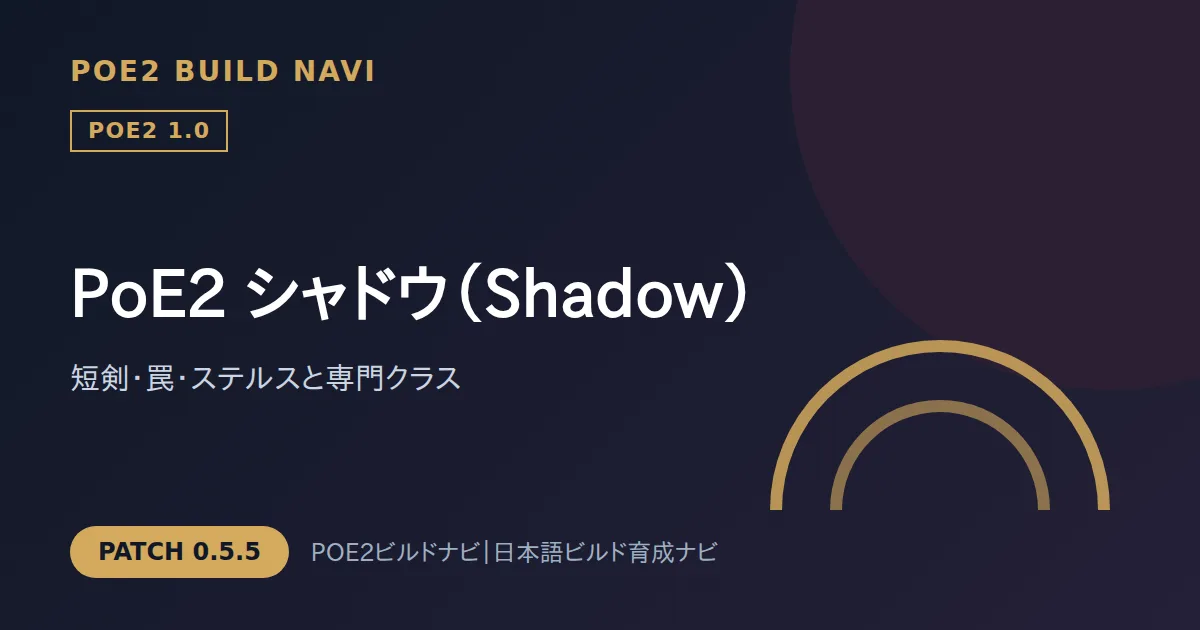 POE2 BUILD NAVI
POE2 1.0
PoE2 シャドウ（Shadow）
短剣・罠・ステルスと専門クラス
PATCH 0.5.5
POE2ビルドナビ|日本語ビルド育成ナビ